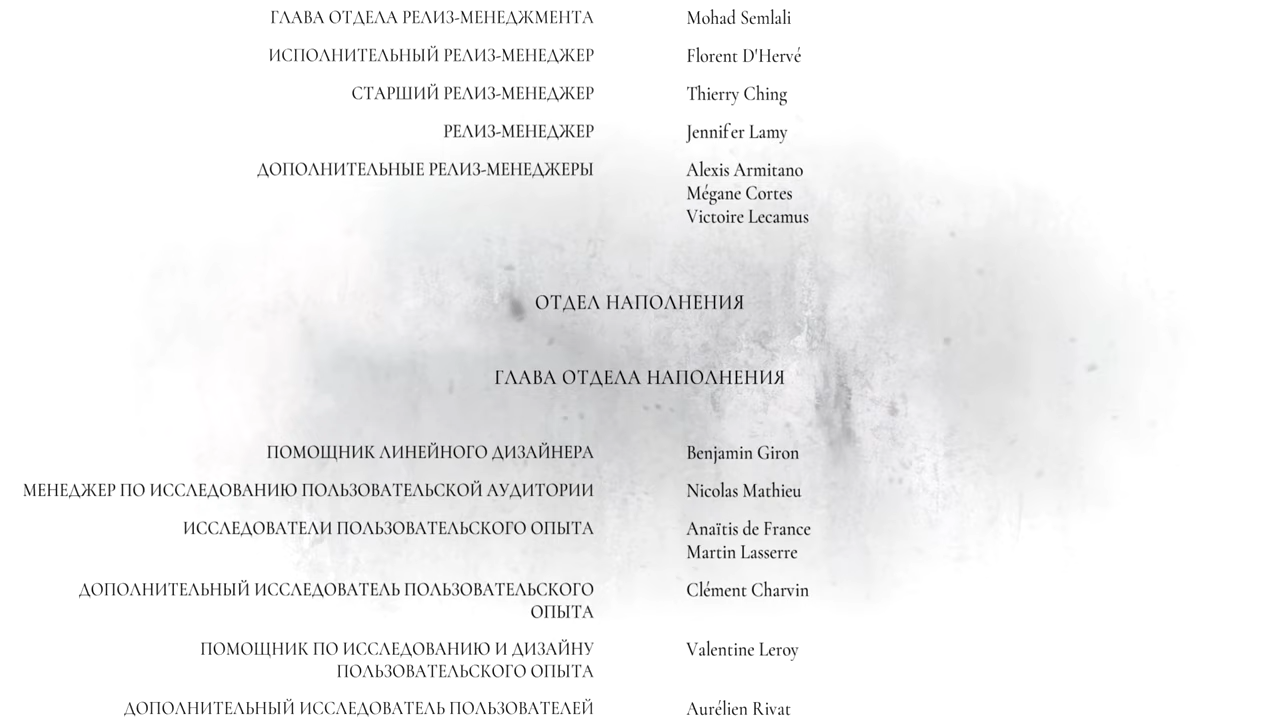 ГЛАВА ОТДЕЛА РЕЛИЗ-МЕНЕДЖМЕНТА Mohad Semlali
ИСПОЛНИТЕЛЬНЫЙ РЕЛИЗ-МЕНЕДЖЕР Florent D'Hervé
СТАРШИЙ РЕЛИЗ-МЕНЕДЖЕР Thierry Ching
РЕЛИЗ-МЕНЕДЖЕР Jennifer Lamy
ДОПОЛНИТЕЛЬНЫЕ РЕЛИЗ-МЕНЕДЖЕРЫ Alexis Armitano
Mégane Cortes
Victoire Lecamus
ОТДЕЛ НАПОЛНЕНИЯ
ГЛАВА ОТДЕЛА НАПОЛНЕНИЯ
ПОМОЩНИК ЛИНЕЙНОГО ДИЗАЙНЕРА Benjamin Giron
МЕНЕДЖЕР ПО ИССЛЕДОВАНИЮ ПОЛЬЗОВАТЕЛЬСКОЙ АУДИТОРИИ Nicolas Mathieu
ИССЛЕДОВАТЕЛИ ПОЛЬЗОВАТЕЛЬСКОГО ОПЫТА Anaïtis de France
Martin Lasserre
ДОПОЛНИТЕЛЬНЫЙ ИССЛЕДОВАТЕЛЬ ПОЛЬЗОВАТЕЛЬСКОГО Clément Charvin
ОПЫТА
ПОМОЩНИК ПО ИССЛЕДОВАНИЮ И ДИЗАЙНУ Valentine Leroy
ПОЛЬЗОВАТЕЛЬСКОГО ОПЫТА
ДОПОЛНИТЕЛЬНЫЙ ИССЛЕДОВАТЕЛЬ ПОЛЬЗОВАТЕЛЕЙ Aurélien Rivat